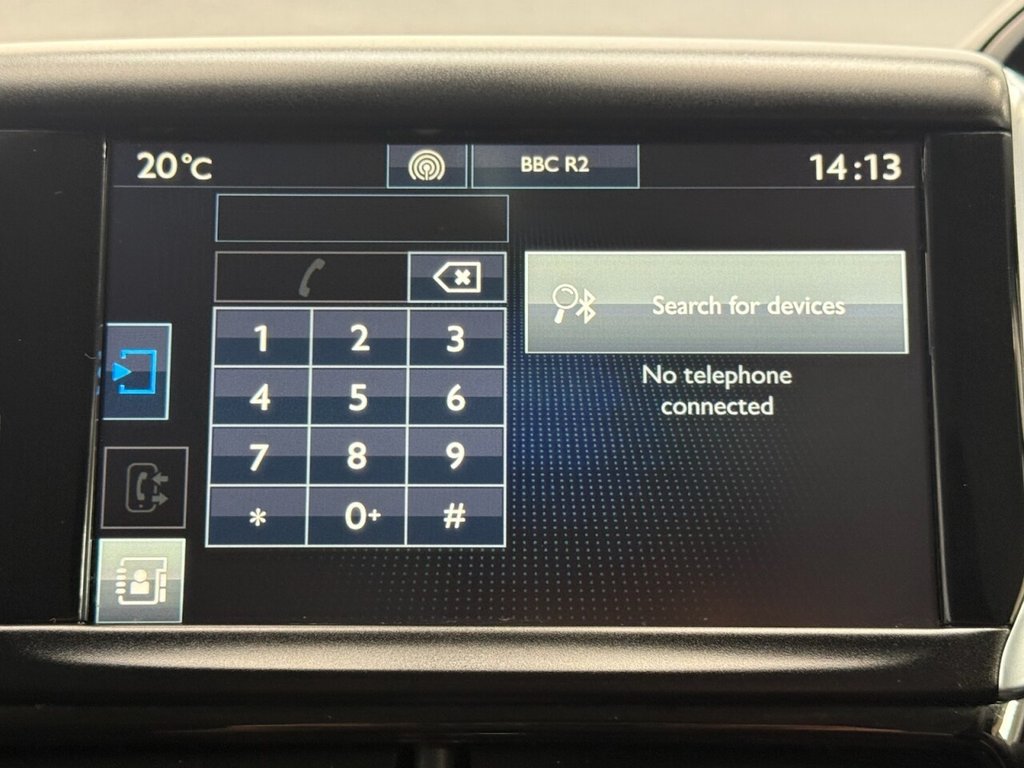 20°C
BBC R2
14:13
Search for devices
No telephone
connected
1 2 3
4 5 6
7 8 9
* 0+ #